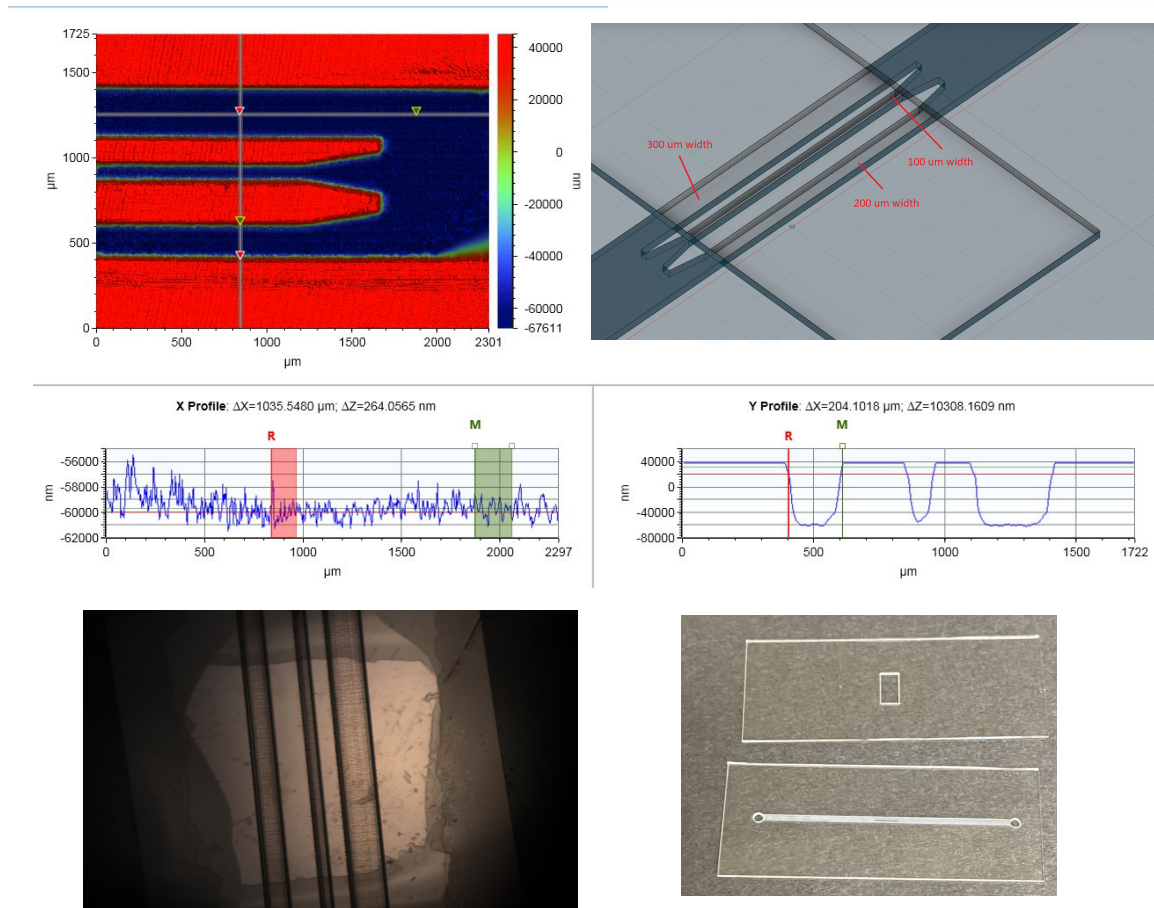 1725
1500
1000
500
0
µm
0
500
1000
1500
2000
2301
µm
40000
20000
0
-20000
-40000
-60000
-67611
nm
300 um width
100 um width
200 um width
X Profile: ΔX=1035.5480 µm; ΔZ=264.0565 nm
R
M
-56000
-58000
-60000
-62000
nm
0
500
1000
1500
2000
2297
µm
Y Profile: ΔX=204.1018 µm; ΔZ=10308.1609 nm
R
M
40000
0
-40000
-80000
nm
0
500
1000
1500
1722
µm